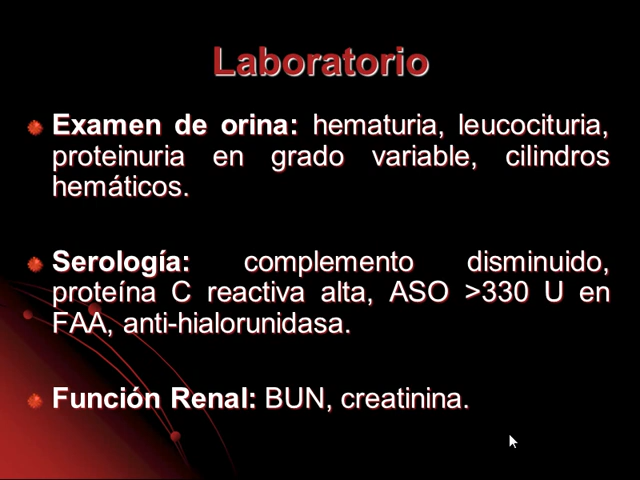 Laboratorio
Examen de orina: hematuria, leucocituria,
proteinuria en grado variable, cilindros
hemáticos.
Serología: complemento disminuido,
proteína C reactiva alta, ASO >330 U en
FAA, anti-hialorunidasa.
Función Renal: BUN, creatinina.